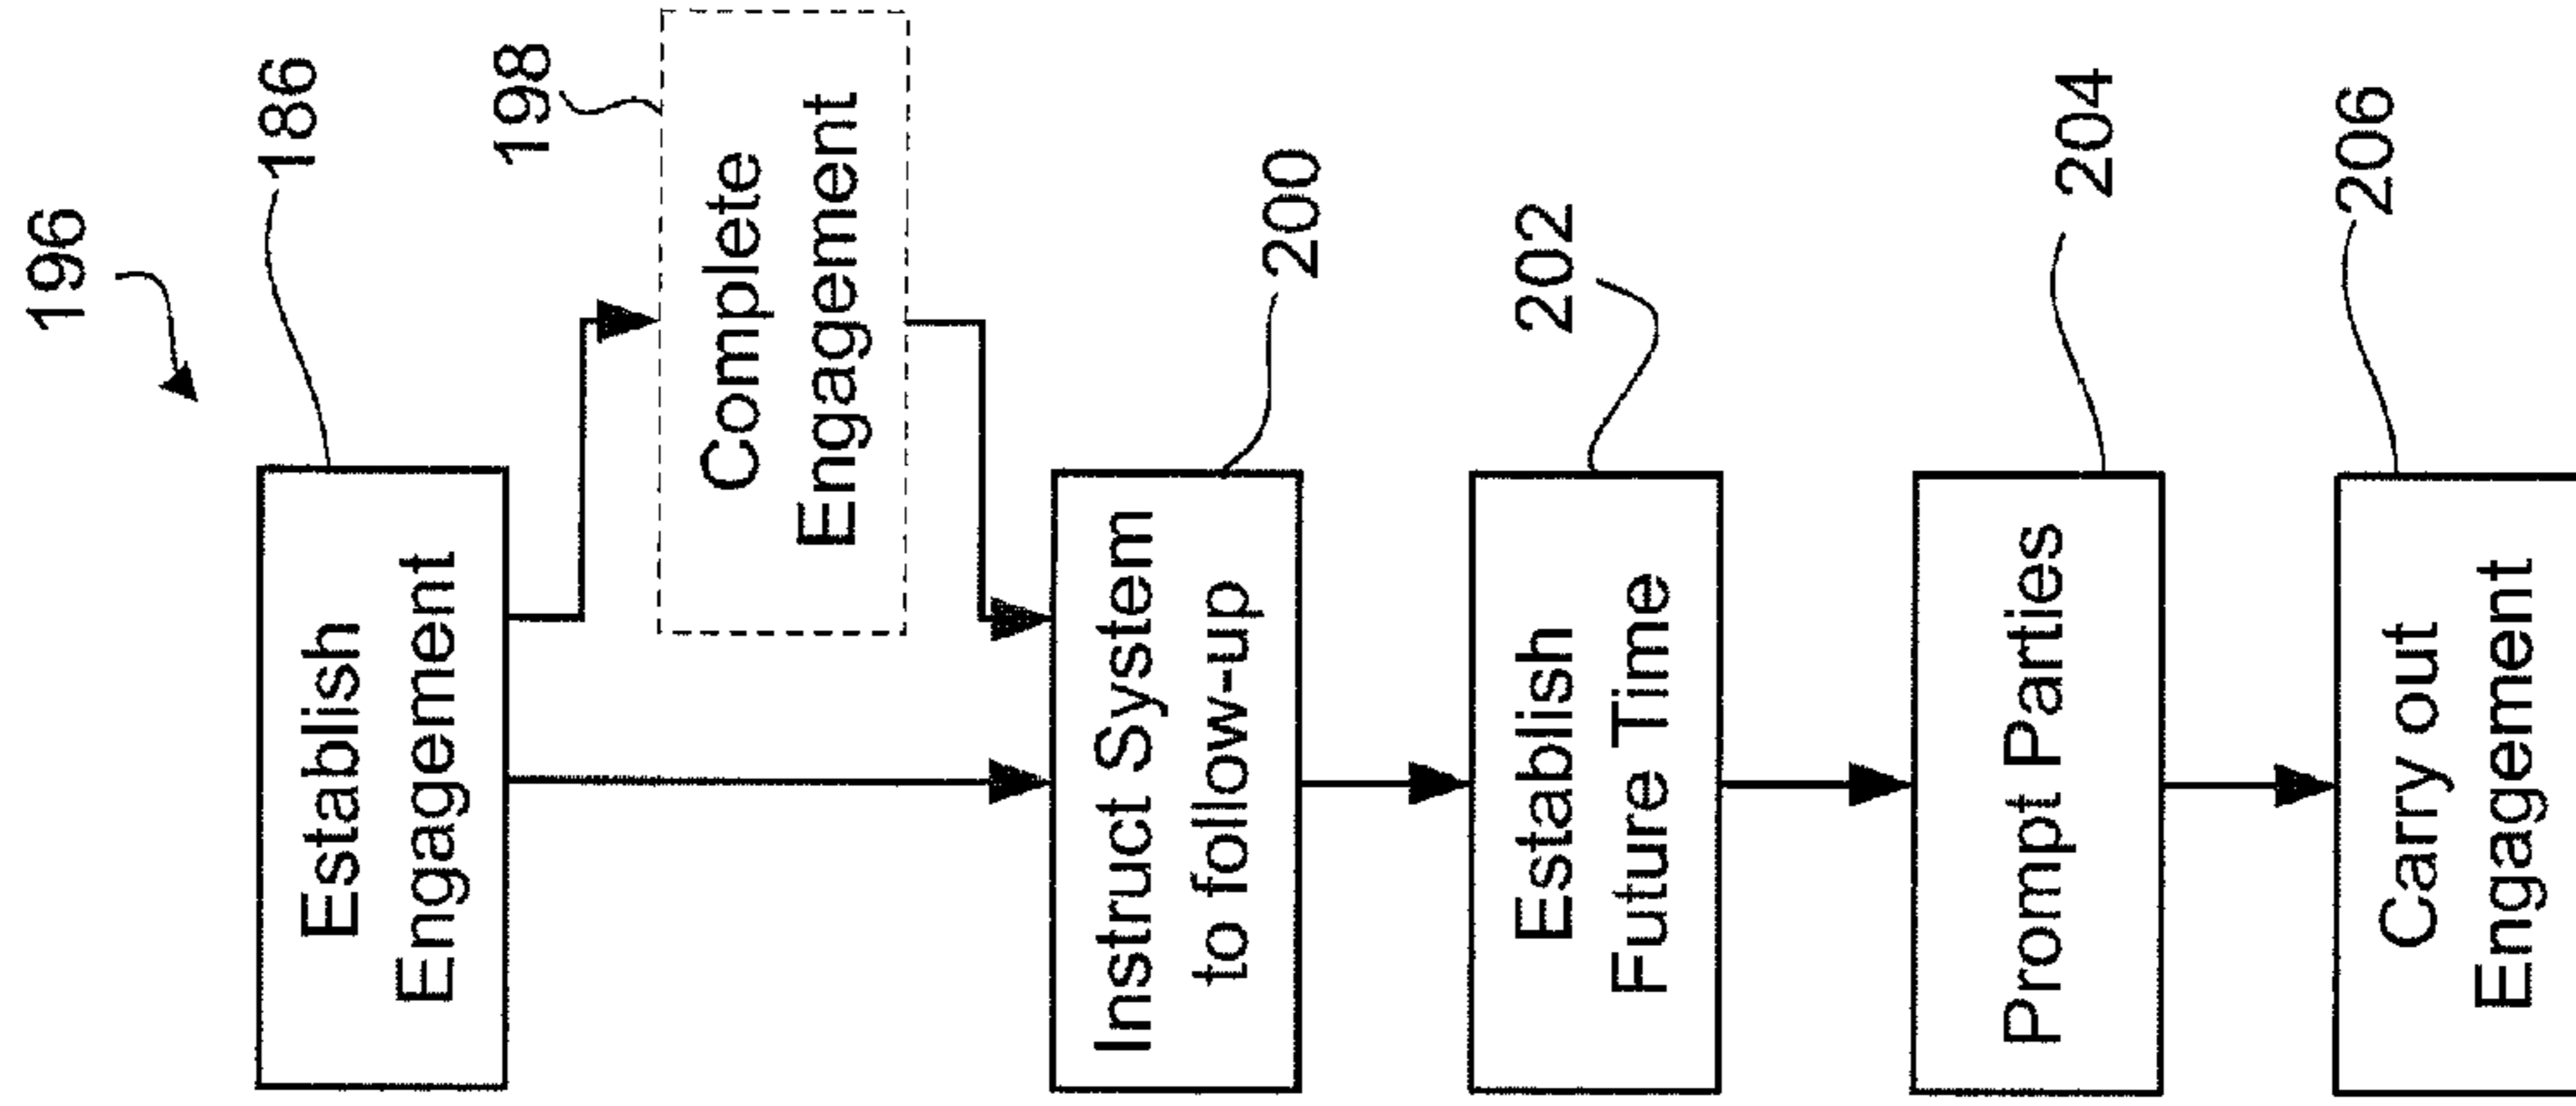 196
186
Establish
Engagement
198
Complete
Engagement
200
Instruct System
to follow-up
202
Establish
Future Time
204
Prompt Parties
206
Carry out
Engagement